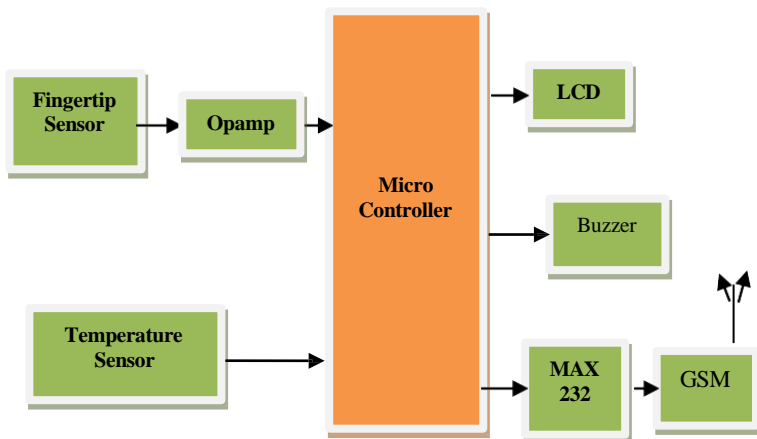 Fingertip
Sensor
Opamp
Micro
Controller
LCD
Buzzer
Temperature
Sensor
MAX
232
GSM